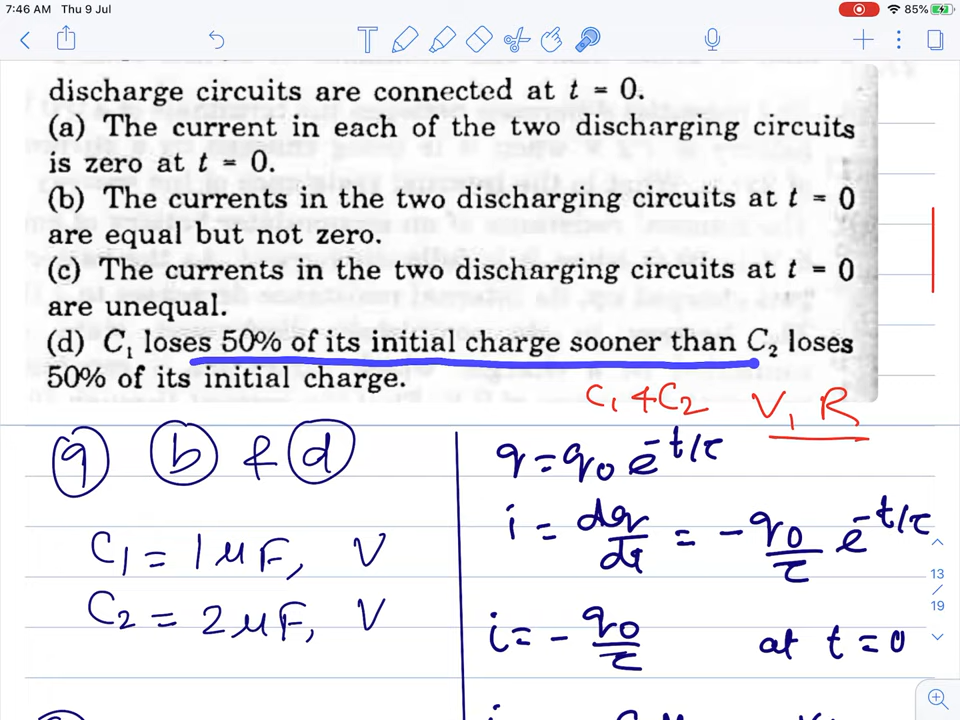 7:46 AM Thu 9 Jul
85%
discharge circuits are connected at t = 0.
(a) The current in each of the two discharging circuits
is zero at t = 0.
(b) The currents in the two discharging circuits at t = 0
are equal but not zero.
(c) The currents in the two discharging circuits at t = 0
are unequal.
(d) C₁ loses 50% of its initial charge sooner than C₂ loses
50% of its initial charge.
C₁ & C₂ V, R
9 b & d
C₁ = 1 μF, V
C₂ = 2 μF, V
q = q₀ e^-t/τ
i = dq/dt = - q₀/τ e^-t/τ
i = - q₀/τ at t = 0
13
/
19